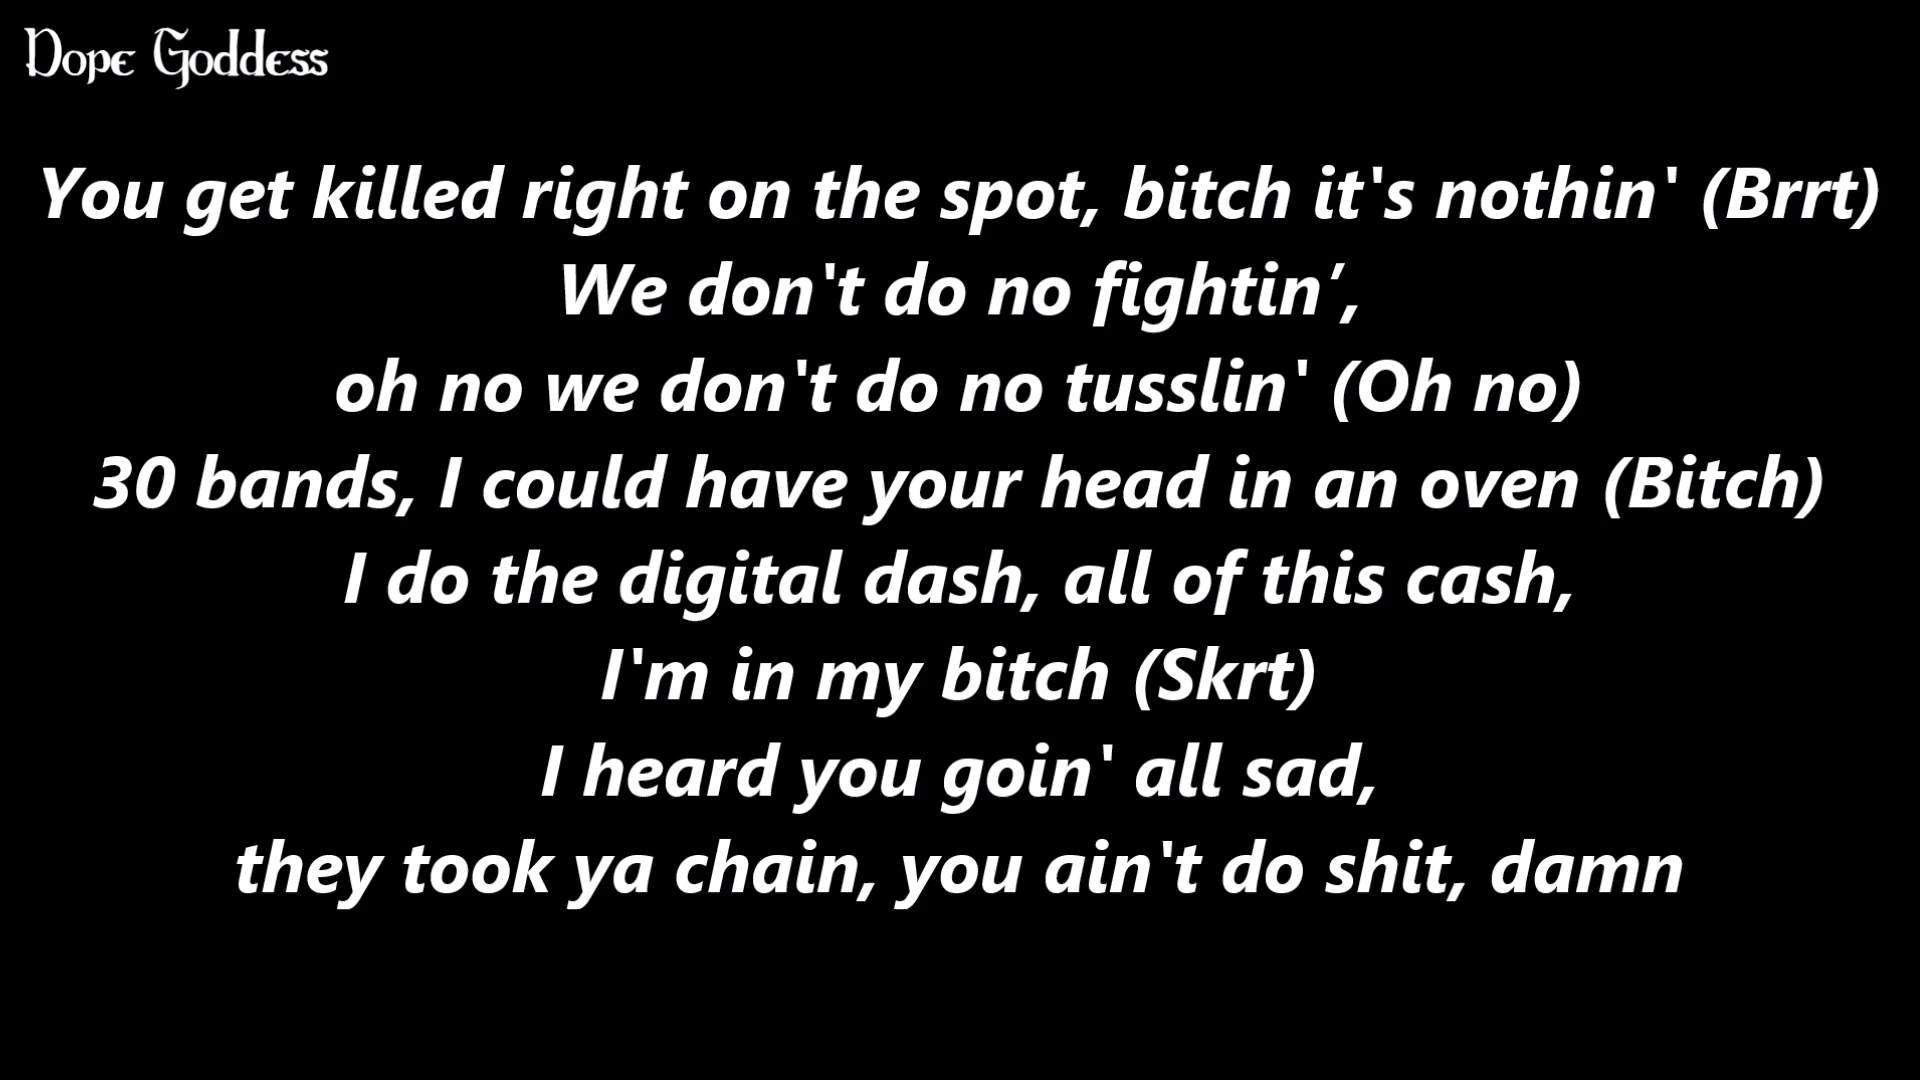 Dope Goddess
You get killed right on the spot, bitch it's nothin' (Brrt)
We don't do no fightin’,
oh no we don't do no tusslin' (Oh no)
30 bands, I could have your head in an oven (Bitch)
I do the digital dash, all of this cash,
I'm in my bitch (Skrt)
I heard you goin' all sad,
they took ya chain, you ain't do shit, damn